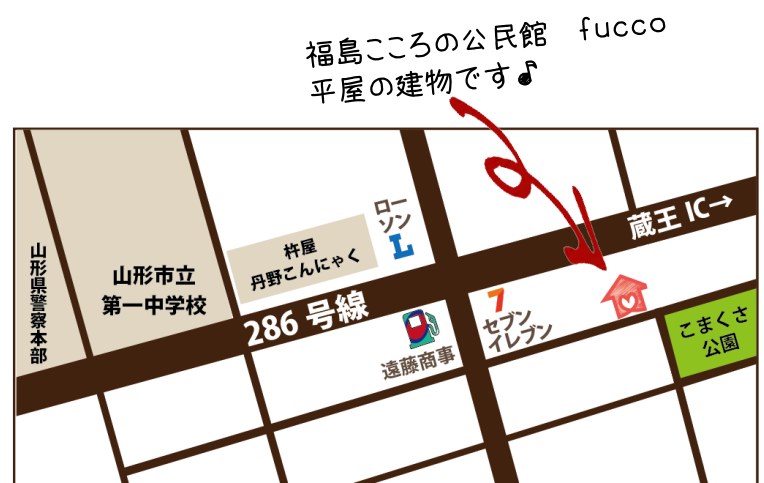 福島こころの公民館　fucco
平屋の建物です♪
蔵王 IC→
ロー
ソン
L
杵屋
丹野こんにゃく
山形県警察本部
山形市立
第一中学校
286 号線
7
セブン
イレブン
遠藤商事
こまくさ
公園